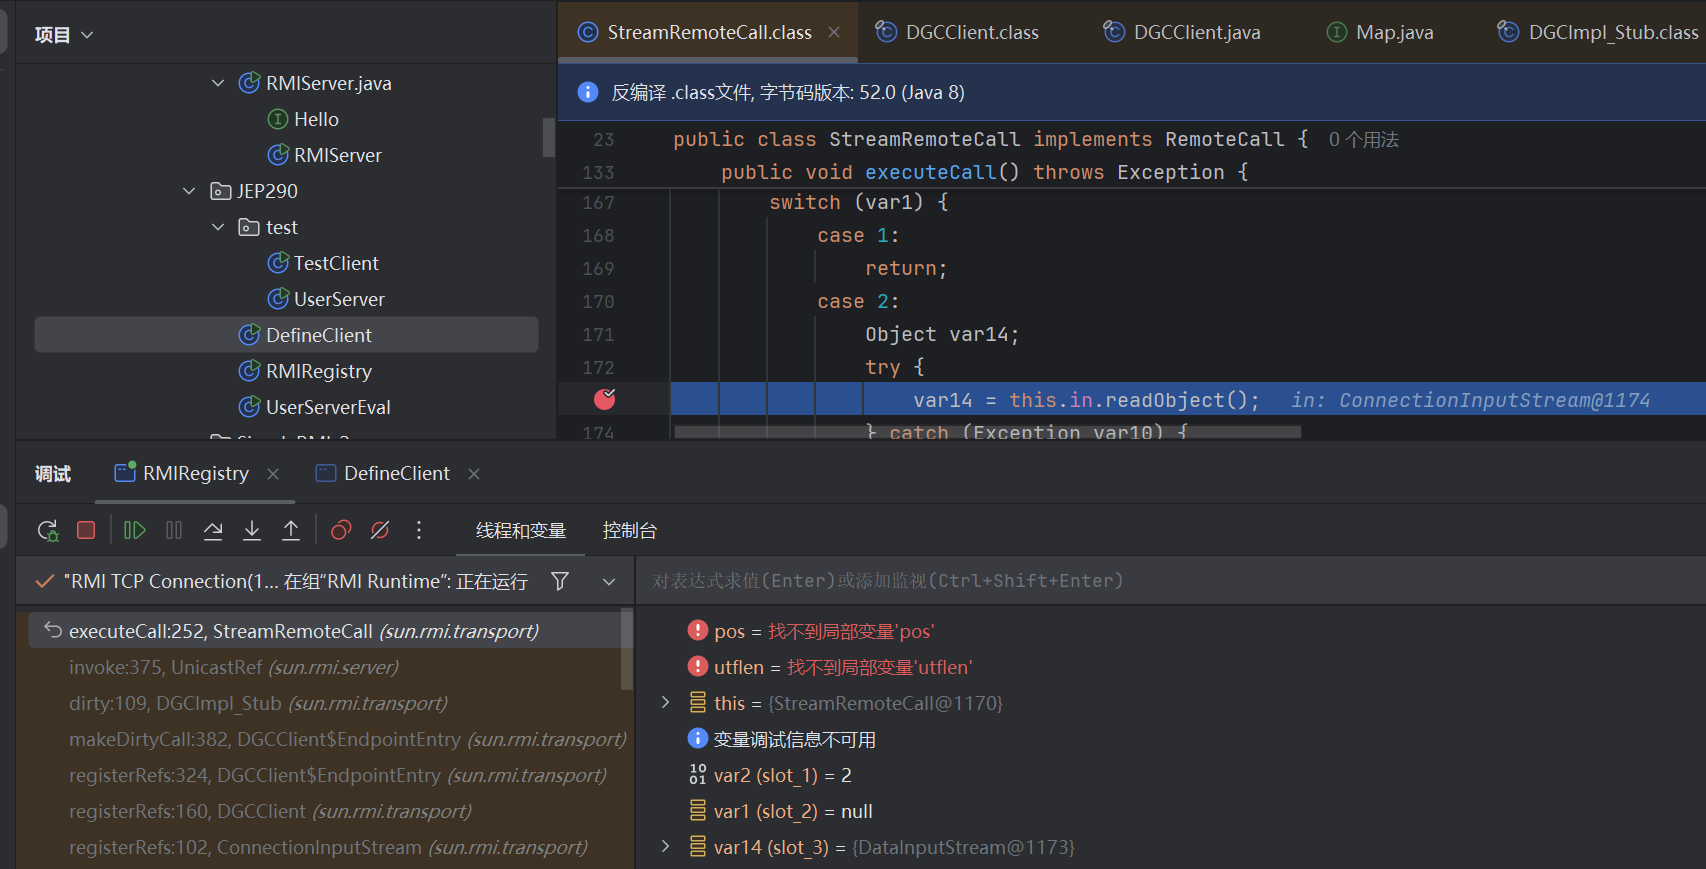 项目
StreamRemoteCall.class
DGCClient.class
DGCClient.java
Map.java
DGCImpl_Stub.class
RMIServer.java
Hello
RMIServer
JEP290
test
TestClient
UserServer
DefineClient
RMIRegistry
UserServerEval
反编译 .class文件, 字节码版本: 52.0 (Java 8)
23 public class StreamRemoteCall implements RemoteCall { 0 个用法
133 public void executeCall() throws Exception {
167 switch (var1) {
168 case 1:
169 return;
170 case 2:
171 Object var14;
172 try {
var14 = this.in.readObject(); in: ConnectionInputStream@1174
174 } catch (Exception var10) {
调试 RMIRegistry DefineClient
线程和变量 控制台
"RMI TCP Connection(1... 在组“RMI Runtime”: 正在运行
对表达式求值(Enter)或添加监视(Ctrl+Shift+Enter)
executeCall:252, StreamRemoteCall (sun.rmi.transport)
invoke:375, UnicastRef (sun.rmi.server)
dirty:109, DGCImpl_Stub (sun.rmi.transport)
makeDirtyCall:382, DGCClient$EndpointEntry (sun.rmi.transport)
registerRefs:324, DGCClient$EndpointEntry (sun.rmi.transport)
registerRefs:160, DGCClient (sun.rmi.transport)
registerRefs:102, ConnectionInputStream (sun.rmi.transport)
pos = 找不到局部变量'pos'
utflen = 找不到局部变量'utflen'
this = {StreamRemoteCall@1170}
变量调试信息不可用
var2 (slot_1) = 2
var1 (slot_2) = null
var14 (slot_3) = {DataInputStream@1173}